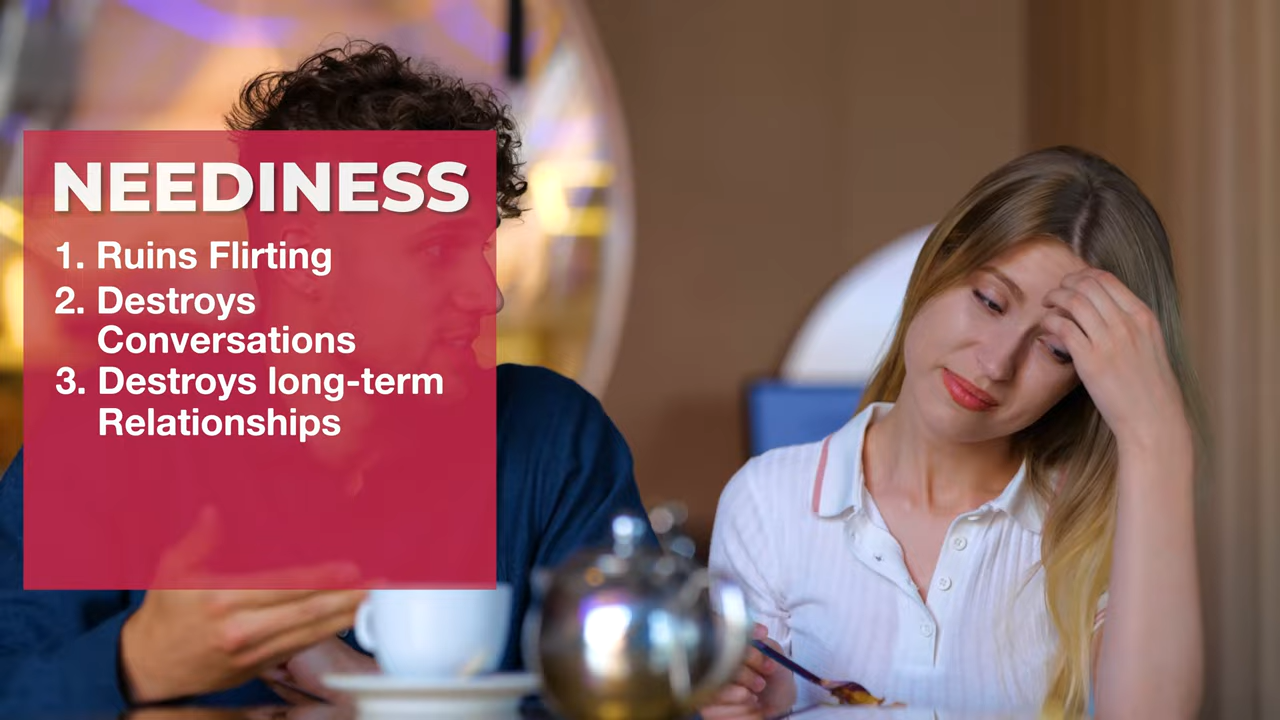 NEEDINESS
1. Ruins Flirting
2. Destroys
Conversations
3. Destroys long-term
Relationships